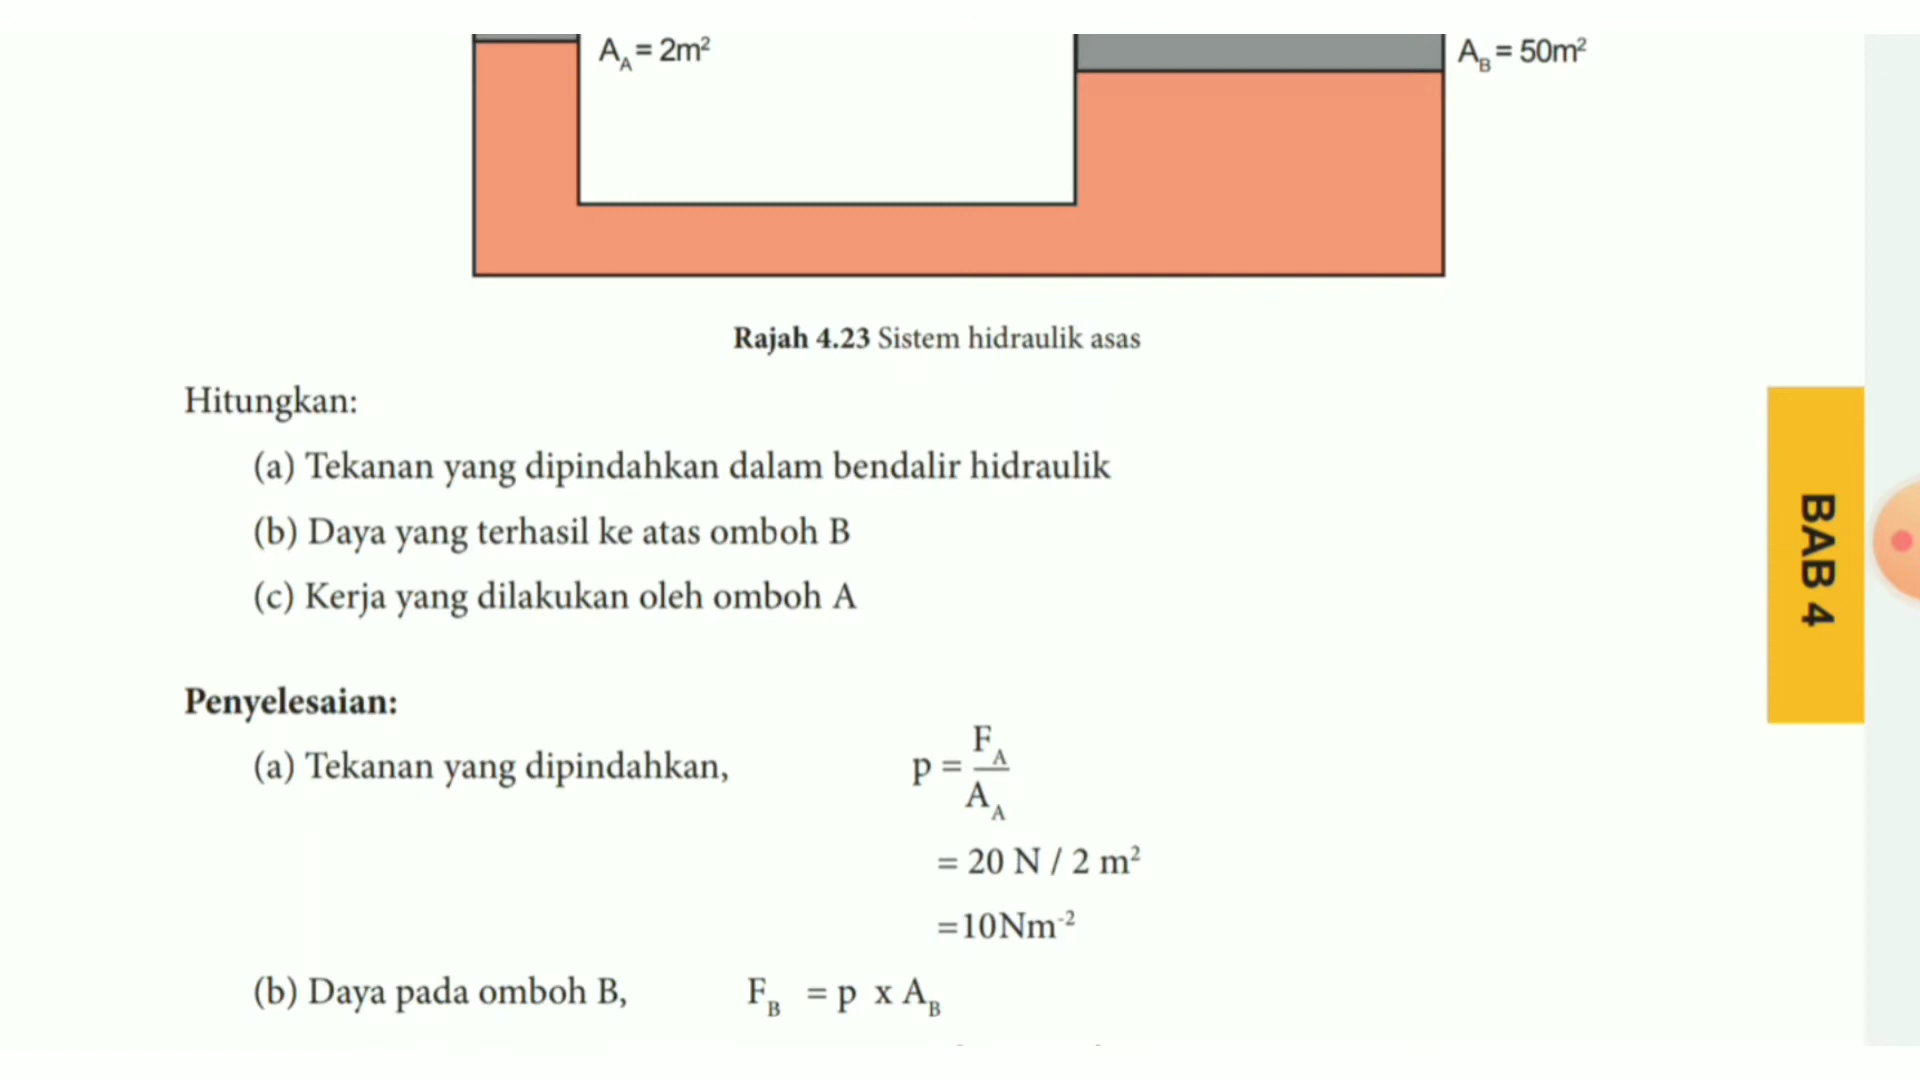 A_A = 2m²
A_B = 50m²
Rajah 4.23 Sistem hidraulik asas
Hitungkan:
(a) Tekanan yang dipindahkan dalam bendalir hidraulik
(b) Daya yang terhasil ke atas omboh B
(c) Kerja yang dilakukan oleh omboh A
BAB 4
Penyelesaian:
(a) Tekanan yang dipindahkan, p = F_A / A_A
= 20 N / 2 m²
=10Nm⁻²
(b) Daya pada omboh B, F_B = p x A_B